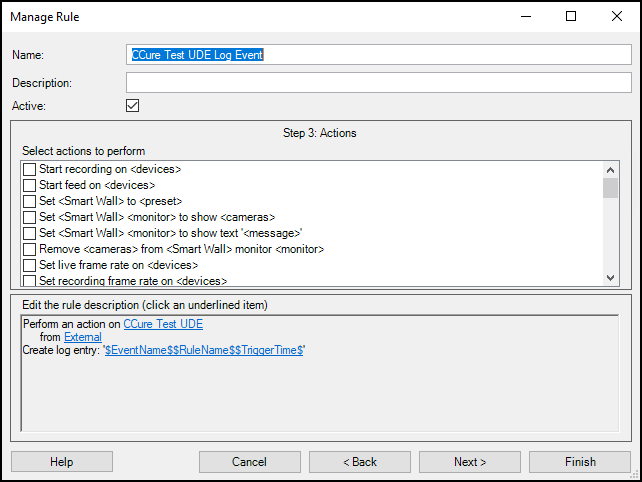 Manage Rule
Name:
CCure Test UDE Log Event
Description:
Active:
Step 3: Actions
Select actions to perform
Start recording on <devices>
Start feed on <devices>
Set <Smart Wall> to <preset>
Set <Smart Wall> <monitor> to show <cameras>
Set <Smart Wall> <monitor> to show text '<message>'
Remove <cameras> from <Smart Wall> monitor <monitor>
Set live frame rate on <devices>
Set recording frame rate on <devices>
Edit the rule description (click an underlined item)
Perform an action on CCure Test UDE
from External
Create log entry: '$EventName$$RuleName$$TriggerTime$'
Help
Cancel
< Back
Next >
Finish